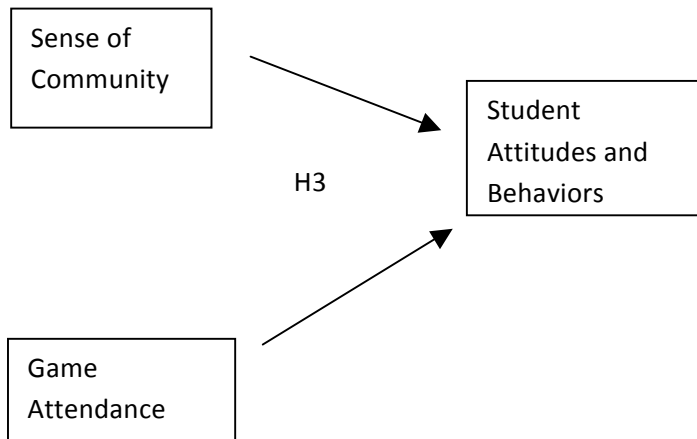 Sense of
Community
Student
Attitudes and
Behaviors
H3
Game
Attendance